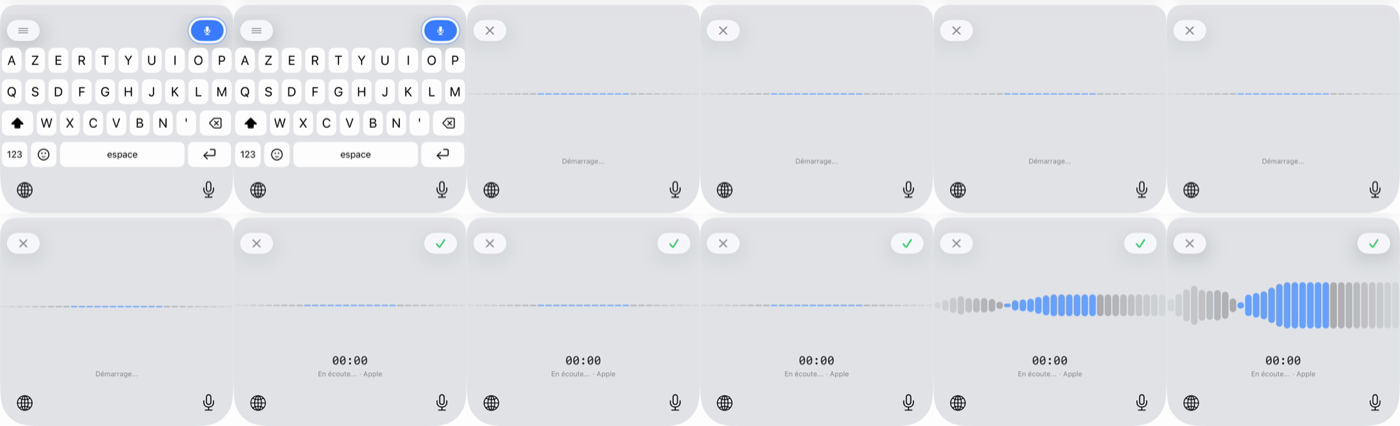 A Z E R T Y U I O P
Q S D F G H J K L M
W X C V B N '
123 espace
A Z E R T Y U I O P
Q S D F G H J K L M
W X C V B N '
123 espace
Démarrage...
Démarrage...
Démarrage...
Démarrage...
Démarrage...
00:00
En écoute... · Apple
00:00
En écoute... · Apple
00:00
En écoute... · Apple
00:00
En écoute... · Apple
00:00
En écoute... · Apple